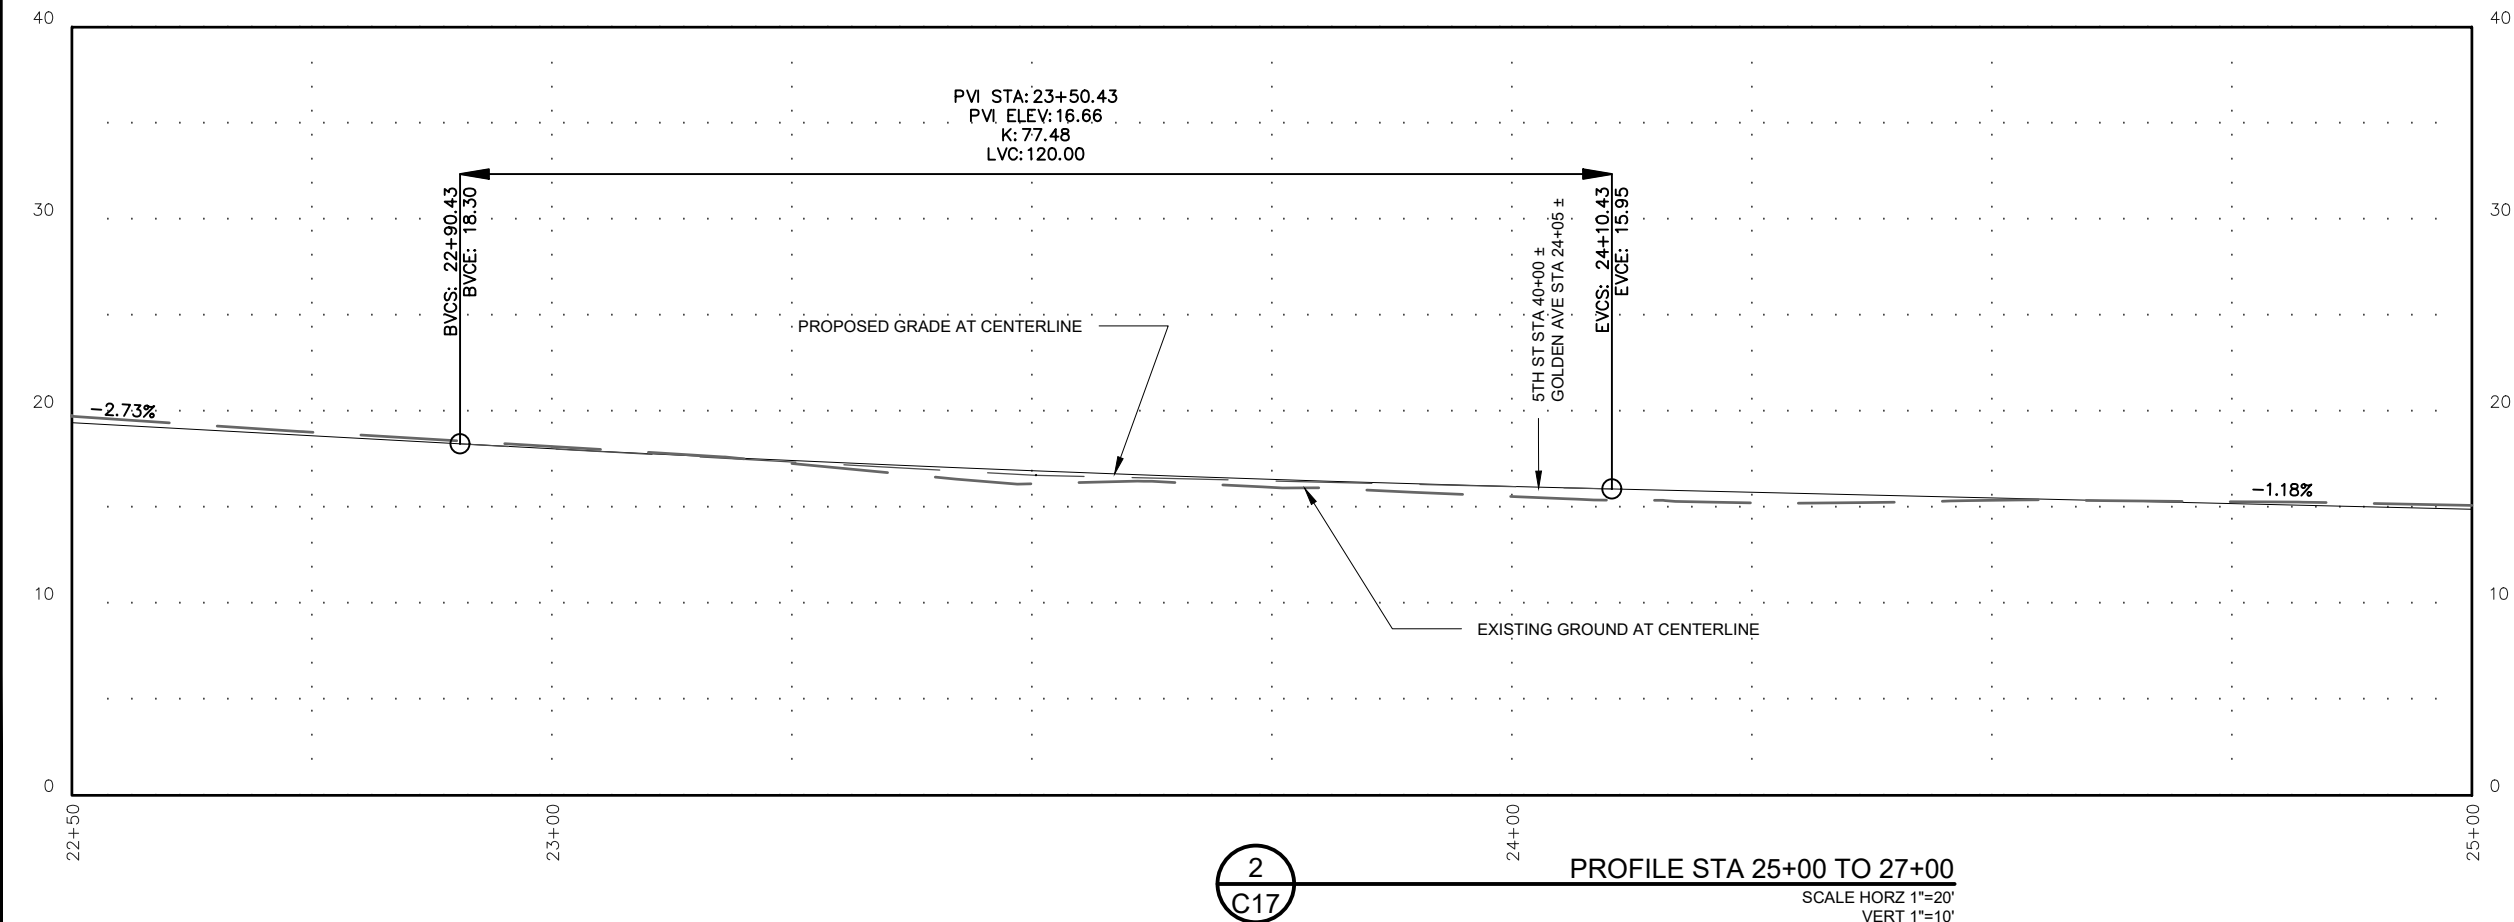 40
40
PVI STA: 23+50.43
PVI ELEV: 16.66
K: 77.48
LVC: 120.00
BVCS: 22+90.43
BVCE: 18.30
5TH ST STA 40+00 ±
GOLDEN AVE STA 24+05 ±
EVCS: 24+10.43
EVCE: 15.95
30
30
PROPOSED GRADE AT CENTERLINE
20
20
-2.73%
-1.18%
10
10
EXISTING GROUND AT CENTERLINE
0
0
22+50
23+00
24+00
25+00
2
C17
PROFILE STA 25+00 TO 27+00
SCALE HORZ 1"=20'
VERT 1"=10'